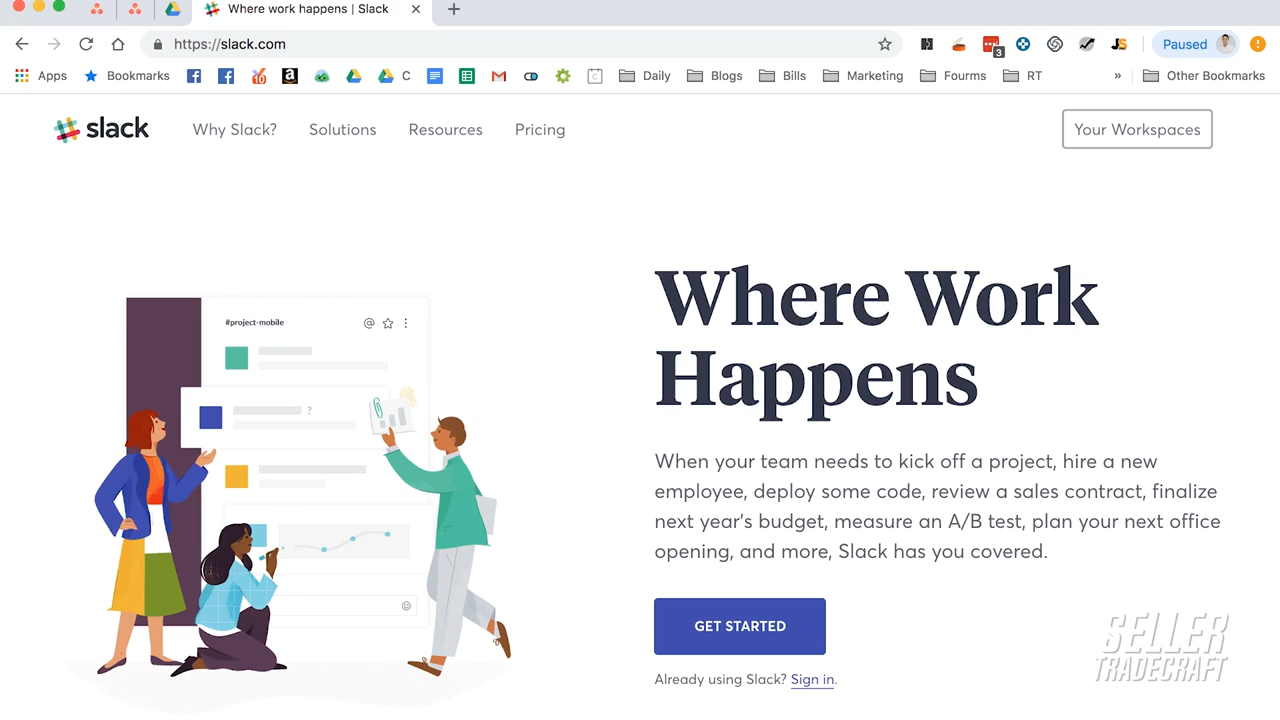 Where work happens | Slack
https://slack.com
3
Paused
Apps
Bookmarks
10
a
C
C
Daily
Blogs
Bills
Marketing
Fourms
RT
»
Other Bookmarks
JS
slack
Why Slack?
Solutions
Resources
Pricing
Your Workspaces
#project-mobile
@
?
Where Work
Happens
When your team needs to kick off a project, hire a new
employee, deploy some code, review a sales contract, finalize
next year's budget, measure an A/B test, plan your next office
opening, and more, Slack has you covered.
GET STARTED
Already using Slack? Sign in.
SELLER
TRADECRAFT